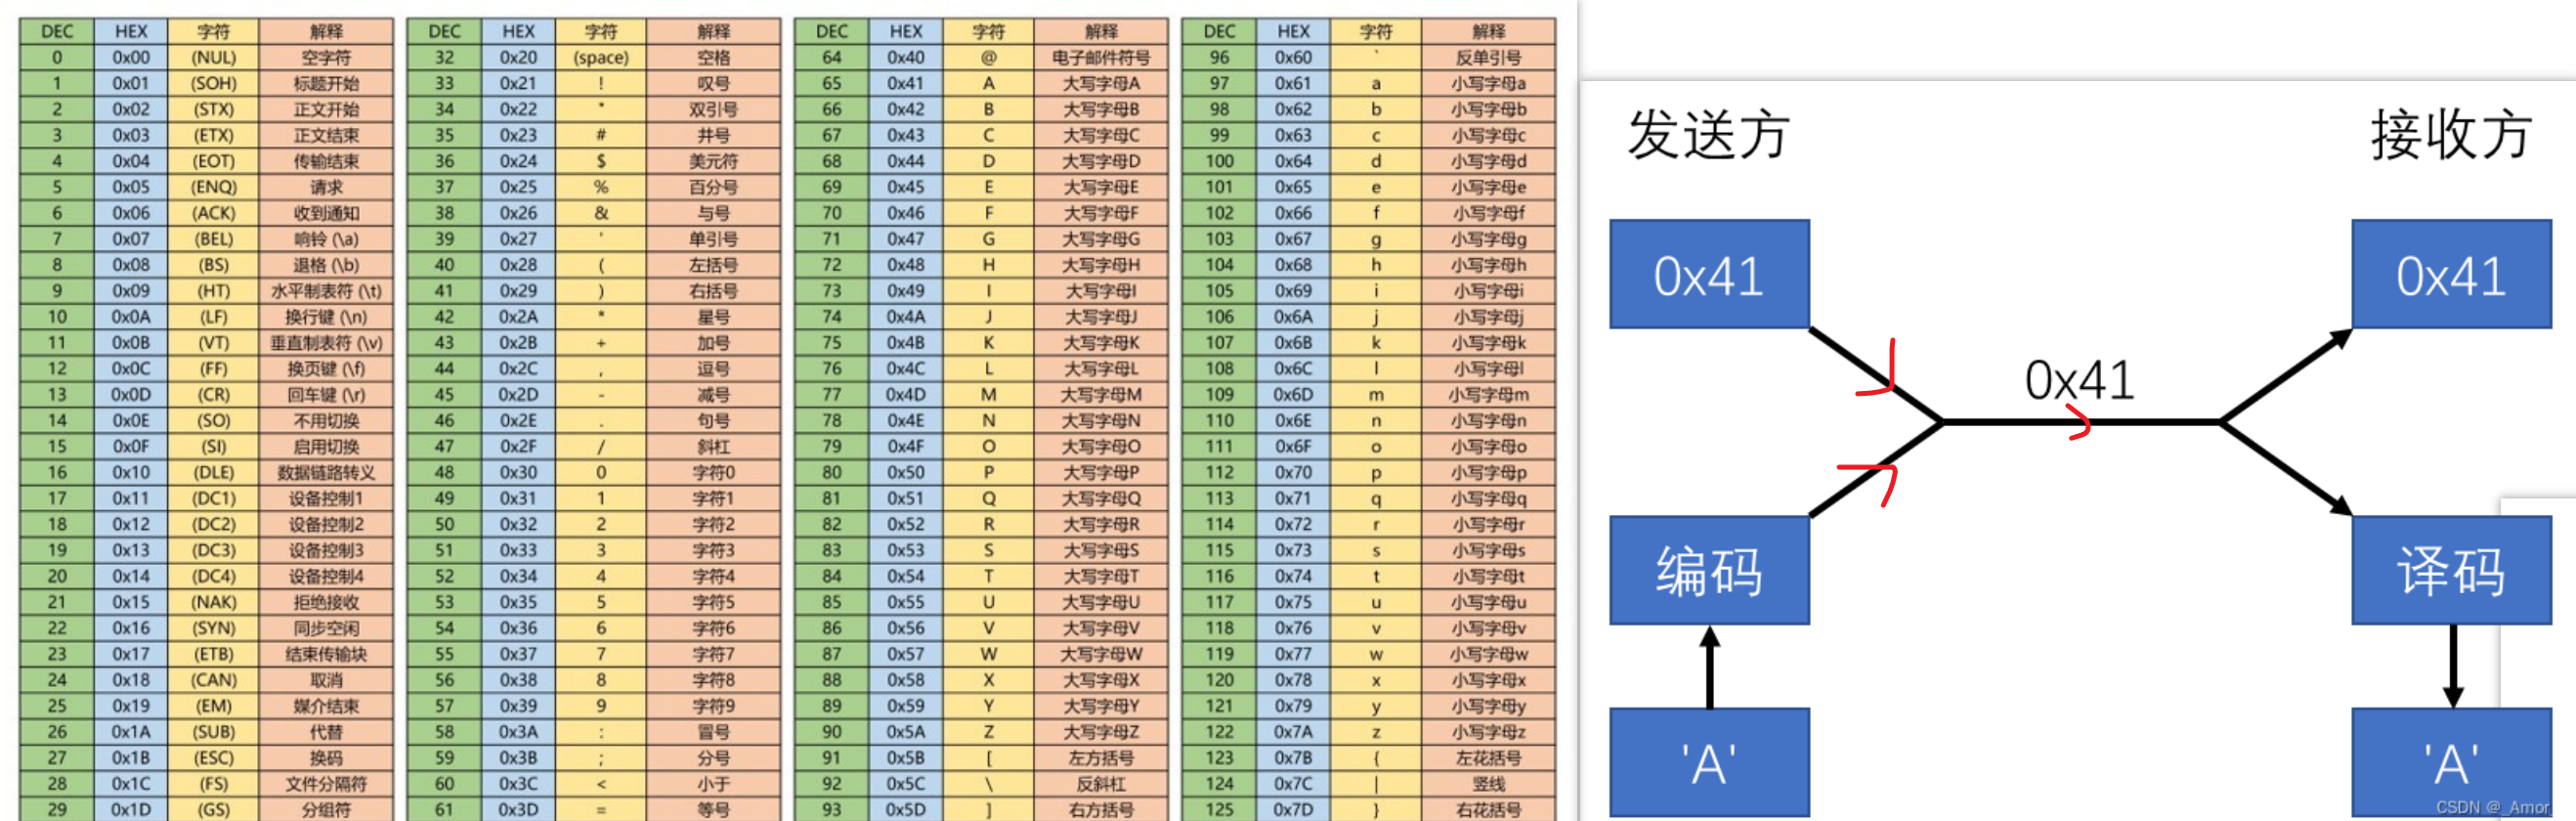 DEC HEX 字符 解释 DEC HEX 字符 解释 DEC HEX 字符 解释 DEC HEX 字符 解释
0 0x00 (NUL) 空字符 32 0x20 (space) 空格 64 0x40 @ 电子邮件符号 96 0x60 ` 反单引号
1 0x01 (SOH) 标题开始 33 0x21 ! 叹号 65 0x41 A 大写字母A 97 0x61 a 小写字母a
2 0x02 (STX) 正文开始 34 0x22 " 双引号 66 0x42 B 大写字母B 98 0x62 b 小写字母b
3 0x03 (ETX) 正文结束 35 0x23 # 井号 67 0x43 C 大写字母C 99 0x63 c 小写字母c
4 0x04 (EOT) 传输结束 36 0x24 $ 美元符 68 0x44 D 大写字母D 100 0x64 d 小写字母d
5 0x05 (ENQ) 请求 37 0x25 % 百分号 69 0x45 E 大写字母E 101 0x65 e 小写字母e
6 0x06 (ACK) 收到通知 38 0x26 & 与号 70 0x46 F 大写字母F 102 0x66 f 小写字母f
7 0x07 (BEL) 响铃 (\a) 39 0x27 ' 单引号 71 0x47 G 大写字母G 103 0x67 g 小写字母g
8 0x08 (BS) 退格 (\b) 40 0x28 ( 左括号 72 0x48 H 大写字母H 104 0x68 h 小写字母h
9 0x09 (HT) 水平制表符 (\t) 41 0x29 ) 右括号 73 0x49 I 大写字母I 105 0x69 i 小写字母i
10 0x0A (LF) 换行键 (\n) 42 0x2A * 星号 74 0x4A J 大写字母J 106 0x6A j 小写字母j
11 0x0B (VT) 垂直制表符 (\v) 43 0x2B + 加号 75 0x4B K 大写字母K 107 0x6B k 小写字母k
12 0x0C (FF) 换页键 (\f) 44 0x2C , 逗号 76 0x4C L 大写字母L 108 0x6C l 小写字母l
13 0x0D (CR) 回车键 (\r) 45 0x2D - 减号 77 0x4D M 大写字母M 109 0x6D m 小写字母m
14 0x0E (SO) 不用切换 46 0x2E . 句号 78 0x4E N 大写字母N 110 0x6E n 小写字母n
15 0x0F (SI) 启用切换 47 0x2F / 斜杠 79 0x4F O 大写字母O 111 0x6F o 小写字母o
16 0x10 (DLE) 数据链路转义 48 0x30 0 字符0 80 0x50 P 大写字母P 112 0x70 p 小写字母p
17 0x11 (DC1) 设备控制1 49 0x31 1 字符1 81 0x51 Q 大写字母Q 113 0x71 q 小写字母q
18 0x12 (DC2) 设备控制2 50 0x32 2 字符2 82 0x52 R 大写字母R 114 0x72 r 小写字母r
19 0x13 (DC3) 设备控制3 51 0x33 3 字符3 83 0x53 S 大写字母S 115 0x73 s 小写字母s
20 0x14 (DC4) 设备控制4 52 0x34 4 字符4 84 0x54 T 大写字母T 116 0x74 t 小写字母t
21 0x15 (NAK) 拒绝接收 53 0x35 5 字符5 85 0x55 U 大写字母U 117 0x75 u 小写字母u
22 0x16 (SYN) 同步空闲 54 0x36 6 字符6 86 0x56 V 大写字母V 118 0x76 v 小写字母v
23 0x17 (ETB) 结束传输块 55 0x37 7 字符7 87 0x57 W 大写字母W 119 0x77 w 小写字母w
24 0x18 (CAN) 取消 56 0x38 8 字符8 88 0x58 X 大写字母X 120 0x78 x 小写字母x
25 0x19 (EM) 媒介结束 57 0x39 9 字符9 89 0x59 Y 大写字母Y 121 0x79 y 小写字母y
26 0x1A (SUB) 代替 58 0x3A : 冒号 90 0x5A Z 大写字母Z 122 0x7A z 小写字母z
27 0x1B (ESC) 换码 59 0x3B ; 分号 91 0x5B [ 左方括号 123 0x7B { 左花括号
28 0x1C (FS) 文件分隔符 60 0x3C < 小于 92 0x5C \ 反斜杠 124 0x7C | 竖线
29 0x1D (GS) 分组符 61 0x3D = 等号 93 0x5D ] 右方括号 125 0x7D } 右花括号
发送方 接收方
0x41 0x41
0x41
编码 译码
'A' 'A'
CSDN @_Amor